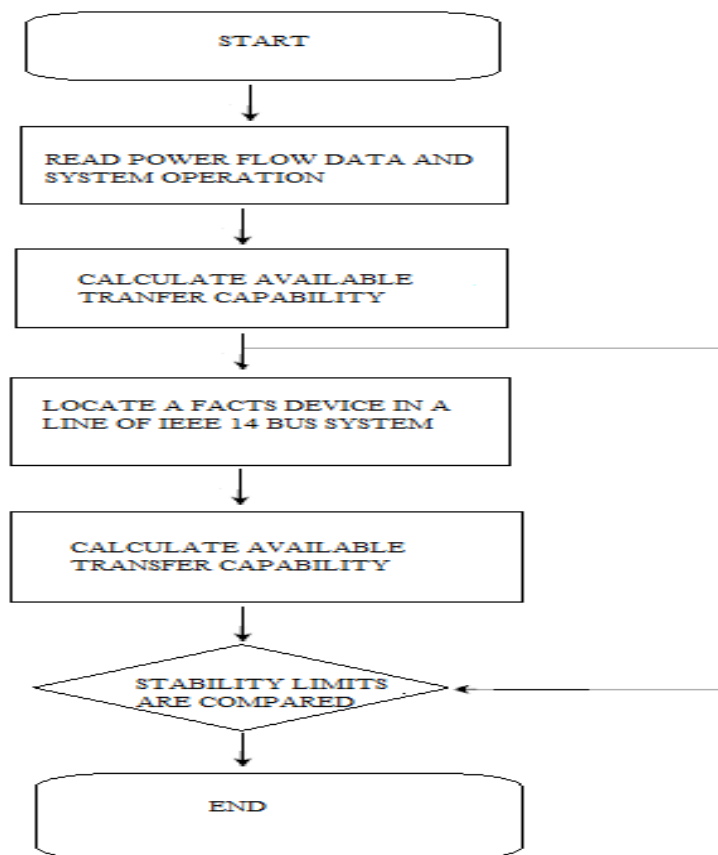 START
READ POWER FLOW DATA AND
SYSTEM OPERATION
CALCULATE AVAILABLE
TRANFER CAPABILITY
LOCATE A FACTS DEVICE IN A
LINE OF IEEE 14 BUS SYSTEM
CALCULATE AVAILABLE
TRANSFER CAPABILITY
STABILITY LIMITS
ARE COMPARED
END